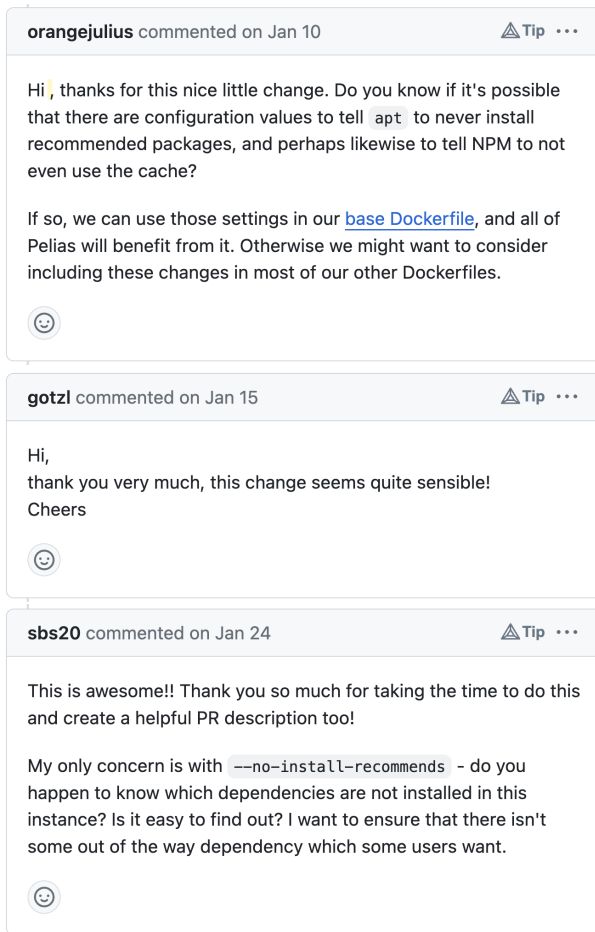 orangejulius commented on Jan 10
Tip
Hi , thanks for this nice little change. Do you know if it's possible
that there are configuration values to tell apt to never install
recommended packages, and perhaps likewise to tell NPM to not
even use the cache?
If so, we can use those settings in our base Dockerfile, and all of
Pelias will benefit from it. Otherwise we might want to consider
including these changes in most of our other Dockerfiles.
gotzl commented on Jan 15
Tip
Hi,
thank you very much, this change seems quite sensible!
Cheers
sbs20 commented on Jan 24
Tip
This is awesome!! Thank you so much for taking the time to do this
and create a helpful PR description too!
My only concern is with --no-install-recommends - do you
happen to know which dependencies are not installed in this
instance? Is it easy to find out? I want to ensure that there isn't
some out of the way dependency which some users want.